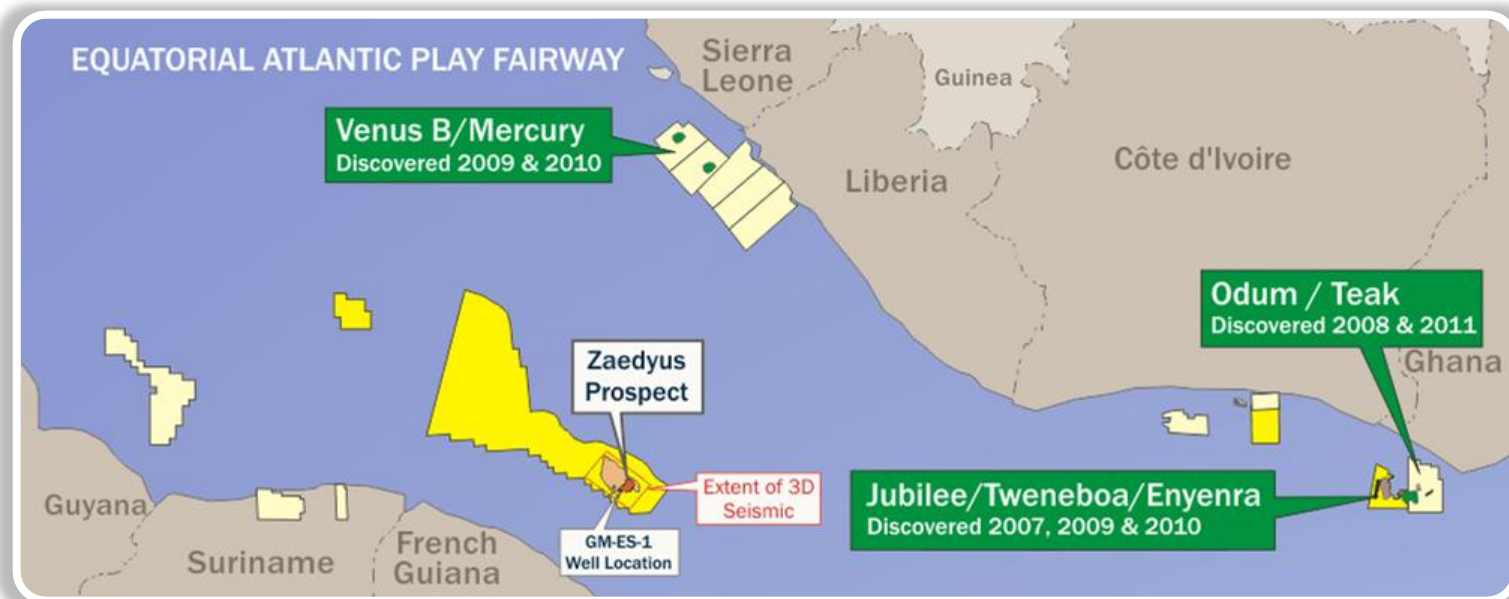 EQUATORIAL ATLANTIC PLAY FAIRWAY
Sierra
Leone
Guinea
Venus B/Mercury
Discovered 2009 & 2010
Liberia
Côte d'Ivoire
Odum / Teak
Discovered 2008 & 2011
Ghana
Zaedyus
Prospect
Extent of 3D
Seismic
Jubilee/Tweneboa/Enyenra
Discovered 2007, 2009 & 2010
GM-ES-1
Well Location
Guyana
Suriname
French
Guiana